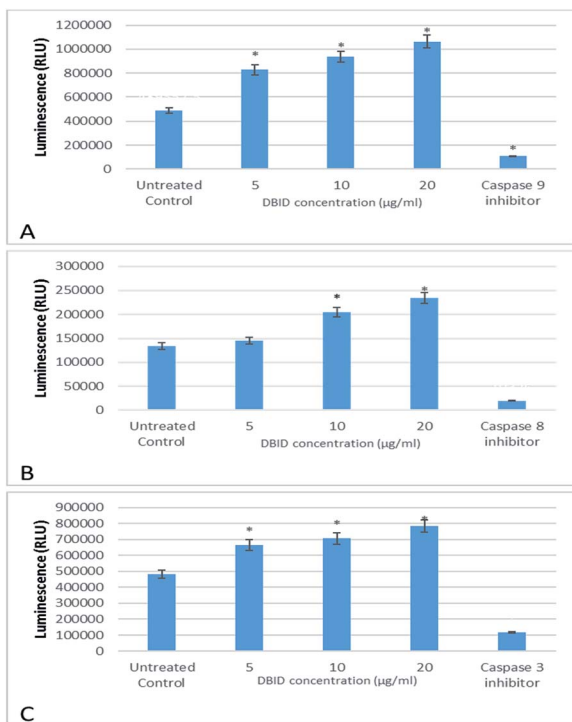 1200000
1000000
800000
600000
400000
200000
0
Luminescence (RLU)
*
*
*
*
Untreated
Control
5
10
20
Caspase 9
inhibitor
DBID concentration (µg/ml)
A
300000
250000
200000
150000
100000
50000
0
Luminescence (RLU)
*
*
Untreated
Control
5
10
20
Caspase 8
inhibitor
DBID concentration (µg/ml)
B
900000
800000
700000
600000
500000
400000
300000
200000
100000
0
Luminescence (RLU)
*
*
*
Untreated
Control
5
10
20
Caspase 3
inhibitor
DBID concentration (µg/ml)
C